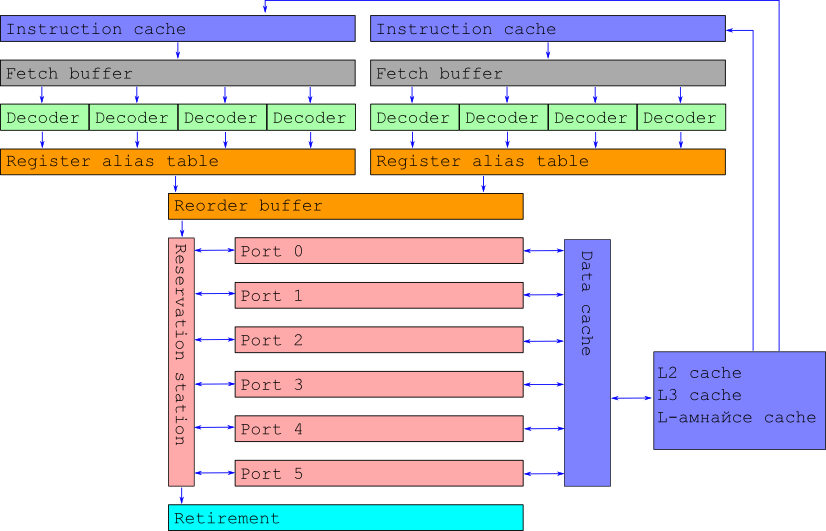 Instruction cache
Instruction cache
Fetch buffer
Fetch buffer
Decoder
Decoder
Decoder
Decoder
Decoder
Decoder
Decoder
Decoder
Register alias table
Register alias table
Reorder buffer
Reservation station
Port 0
Port 1
Port 2
Port 3
Port 4
Port 5
Data cache
L2 cache
L3 cache
L-амнайсе cache
Retirement